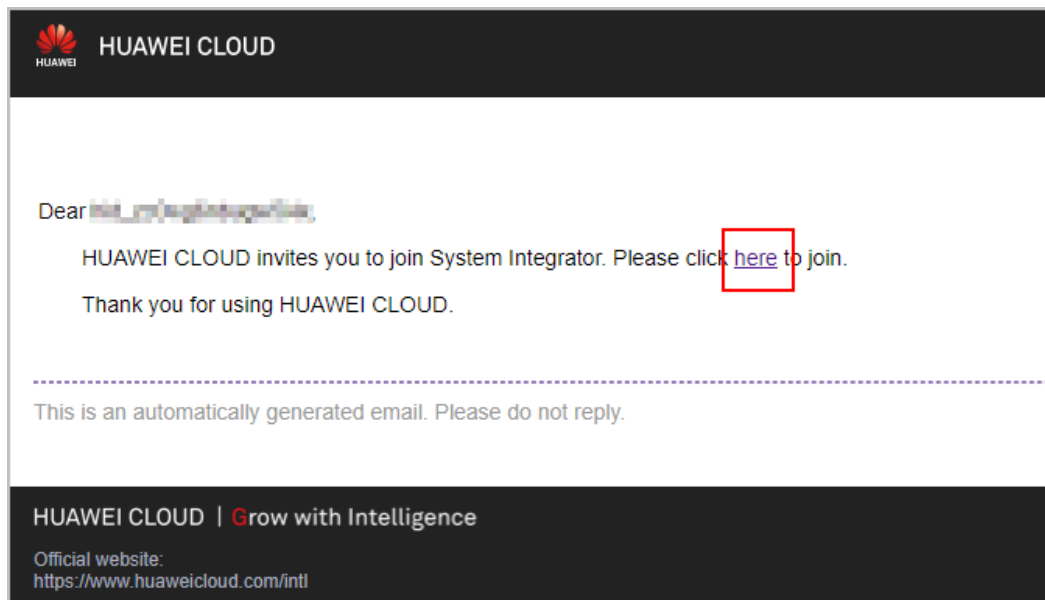 HUAWEI
HUAWEI CLOUD
Dear
HUAWEI CLOUD invites you to join System Integrator. Please click here to join.
Thank you for using HUAWEI CLOUD.
This is an automatically generated email. Please do not reply.
HUAWEI CLOUD | Grow with Intelligence
Official website:
https://www.huaweicloud.com/intl